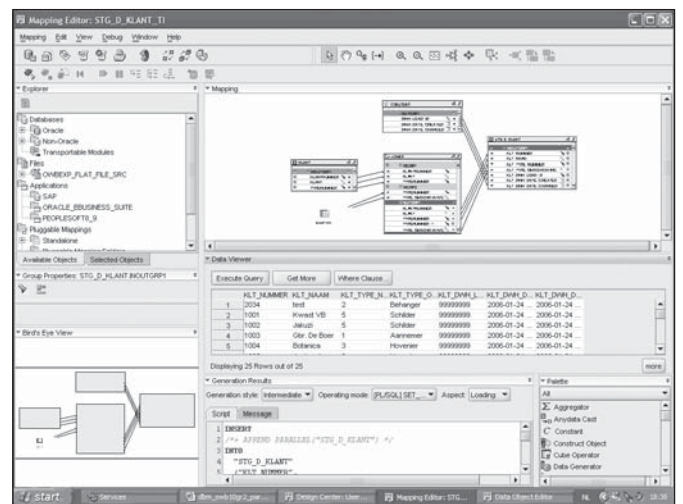 Mapping Editor: STG_D_KLANT_TI
Mapping Edit View Debug Window Help
Explorer
Databases
Oracle
Non-Oracle
Transportable Modules
Files
OWBEXP_FLAT_FILE_SRC
Applications
SAP
ORACLE_EBUSINESS_SUITE
PEOPLESOFT8_9
Pluggable Mappings
Standalone
Available Objects Selected Objects
Group Properties: STG_D_KLANT.INOUTGRP1
Bird's Eye View
Mapping
Data Viewer
Execute Query Get More Where Clause...
KLT_NUMMER KLT_NAAM KLT_TYPE_N... KLT_TYPE_O... KLT_DWH_L... KLT_DWH_D... KLT_DWH_D...
1 2034 test 2 Behanger 99999999 2006-01-24 ... 2006-01-24 ...
2 1001 Kwast VB 5 Schilder 99999999 2006-01-24 ... 2006-01-24 ...
3 1002 Jakuzi 5 Schilder 99999999 2006-01-24 ... 2006-01-24 ...
4 1003 Gbr. De Boer 1 Aannemer 99999999 2006-01-24 ... 2006-01-24 ...
5 1004 Botanica 3 Hovenier 99999999 2006-01-24 ... 2006-01-24 ...
Displaying 25 Rows out of 25
more
Generation Results
Generation style: Intermediate Operating mode: [PL/SQL] SET_... Aspect: Loading
Script Message
1 INSERT
2 /*+ APPEND PARALLEL("STG_D_KLANT") */
3 INTO
4 "STG_D_KLANT"
5 ("KLT_NUMMER",
Palette
All
Aggregator
Anydata Cast
Constant
Construct Object
Cube Operator
Data Generator
start Services Design Center: User... Mapping Editor: STG... Data Object Editor NL 18:36